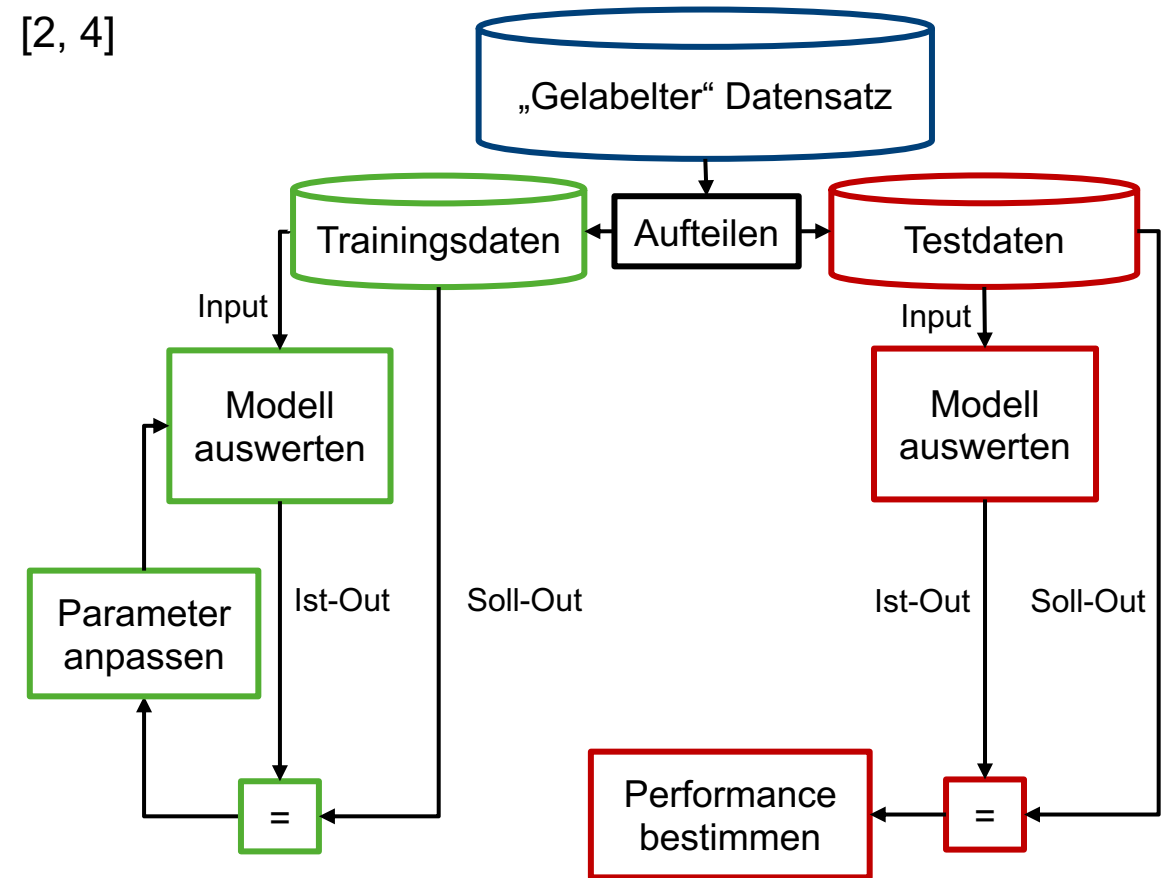 [2, 4]
„Gelabelter“ Datensatz
Trainingsdaten
Aufteilen
Testdaten
Input
Input
Modell
auswerten
Modell
auswerten
Parameter
anpassen
Ist-Out
Soll-Out
Ist-Out
Soll-Out
=
Performance
bestimmen
=